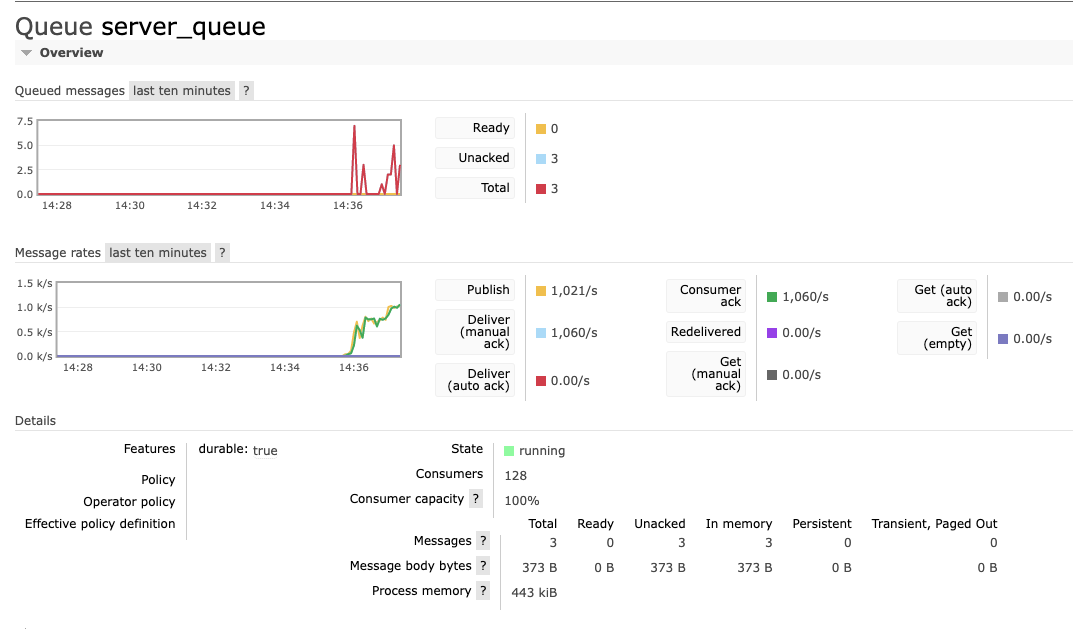 Queue server_queue
Overview
Queued messages last ten minutes ?
7.5
5.0
2.5
0.0
14:28 14:30 14:32 14:34 14:36
Ready 0
Unacked 3
Total 3
Message rates last ten minutes ?
1.5 k/s
1.0 k/s
0.5 k/s
0.0 k/s
14:28 14:30 14:32 14:34 14:36
Publish 1,021/s
Deliver
(manual
ack)
1,060/s
Deliver
(auto ack)
0.00/s
Consumer
ack
1,060/s
Redelivered 0.00/s
Get
(manual
ack)
0.00/s
Get (auto
ack)
0.00/s
Get
(empty)
0.00/s
Details
Features durable: true
Policy
Operator policy
Effective policy definition
State running
Consumers 128
Consumer capacity ? 100%
Total Ready Unacked In memory Persistent Transient, Paged Out
Messages ? 3 0 3 3 0 0
Message body bytes ? 373 B 0 B 373 B 373 B 0 B 0 B
Process memory ? 443 kiB